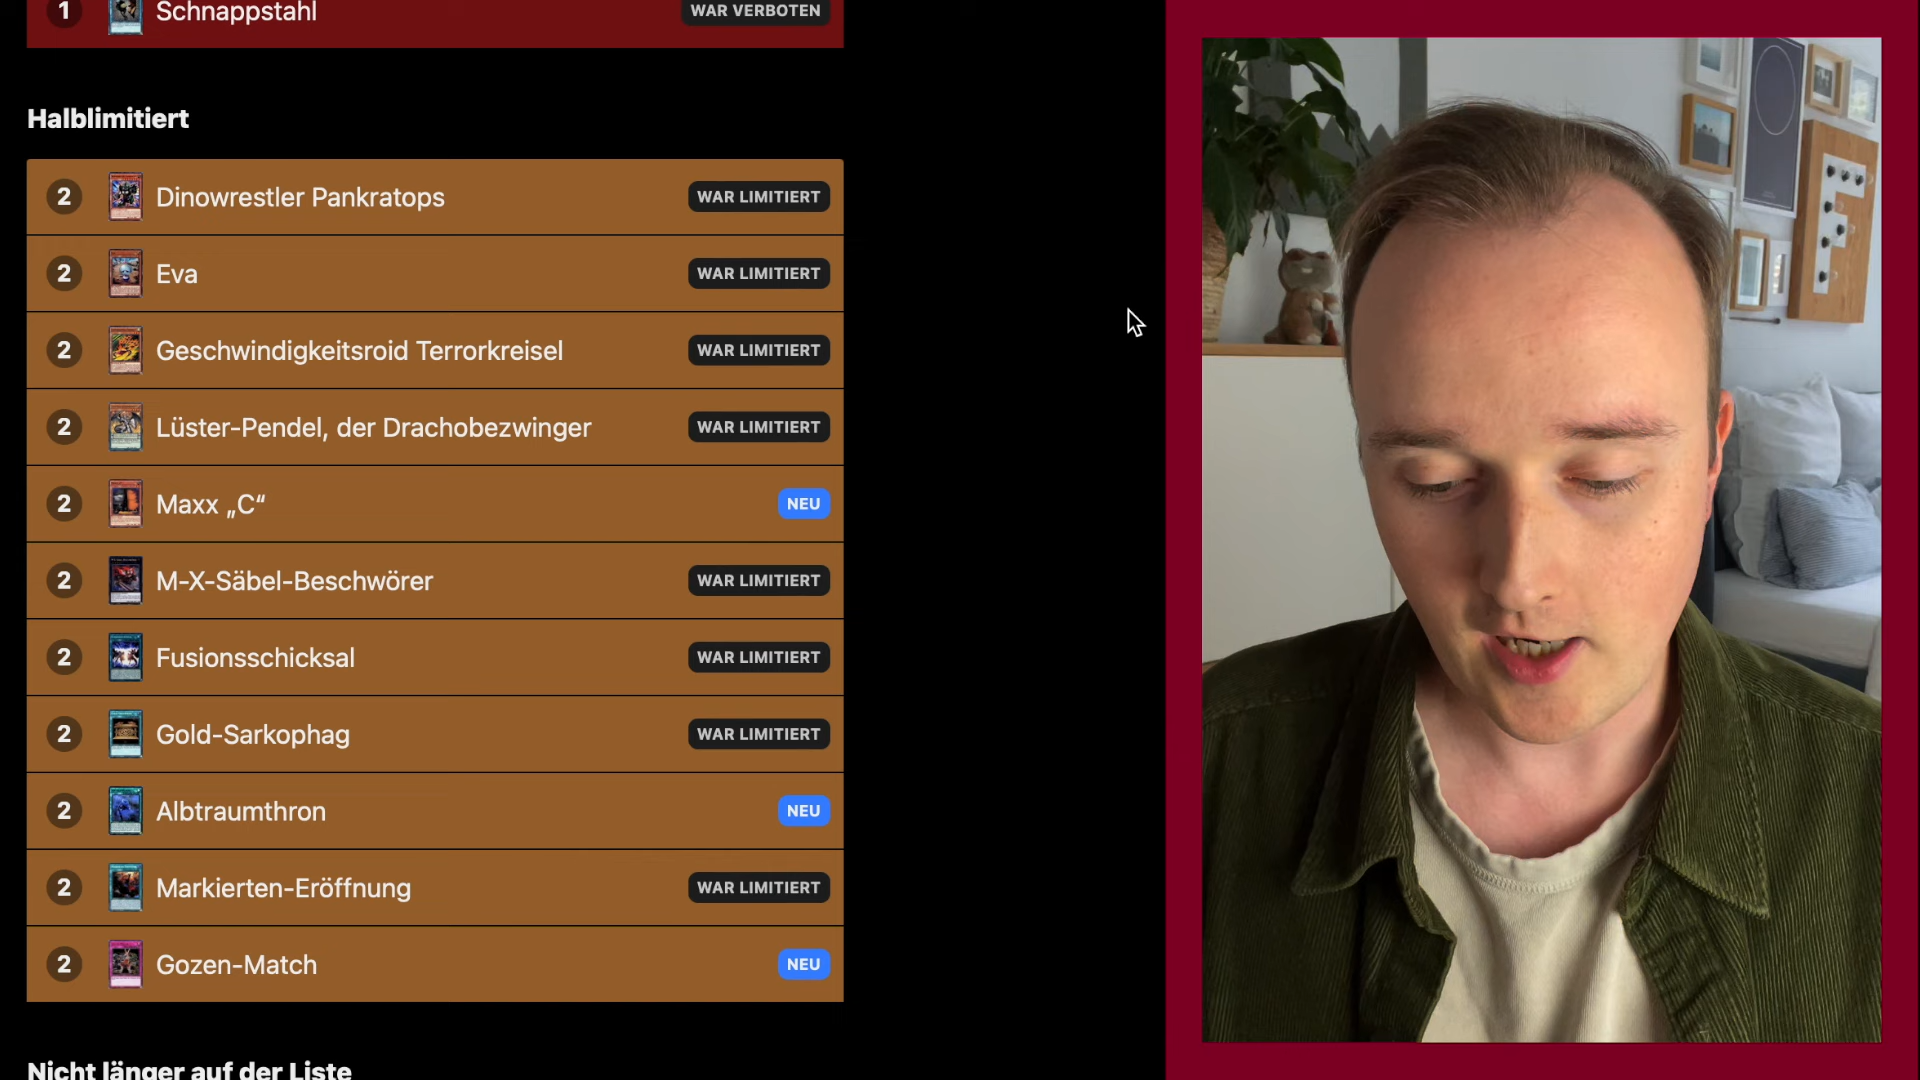 1 Schnappstahl WAR VERBOTEN
Halblimitiert
2 Dinowrestler Pankratops WAR LIMITIERT
2 Eva WAR LIMITIERT
2 Geschwindigkeitsroid Terrorkreisel WAR LIMITIERT
2 Lüster-Pendel, der Drachobezwinger WAR LIMITIERT
2 Maxx „C“ NEU
2 M-X-Säbel-Beschwörer WAR LIMITIERT
2 Fusionsschicksal WAR LIMITIERT
2 Gold-Sarkophag WAR LIMITIERT
2 Albtraumthron NEU
2 Markierten-Eröffnung WAR LIMITIERT
2 Gozen-Match NEU
Nicht länger auf der Liste